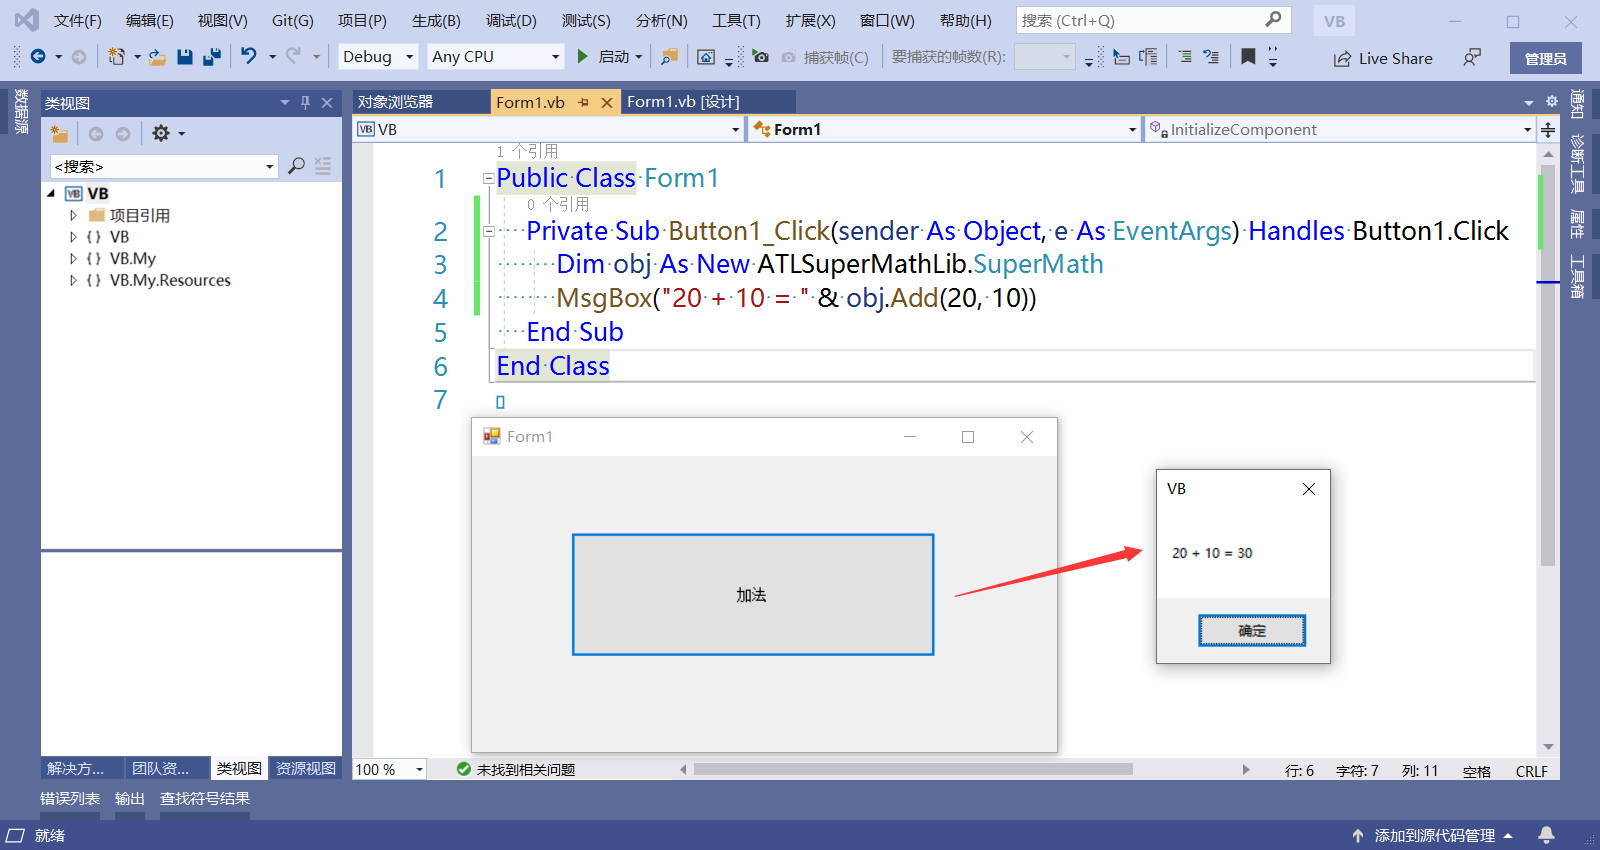 文件(F) 编辑(E) 视图(V) Git(G) 项目(P) 生成(B) 调试(D) 测试(S) 分析(N) 工具(T) 扩展(X) 窗口(W) 帮助(H) 搜索 (Ctrl+Q) VB
Debug Any CPU 启动 捕获帧(C) 要捕获的帧数(R): Live Share 管理员
数据源
类视图
<搜索>
VB
项目引用
VB
VB.My
VB.My.Resources
解决方... 团队资... 类视图 资源视图
对象浏览器 Form1.vb Form1.vb [设计]
VB Form1 InitializeComponent
1 个引用
1 Public Class Form1
0 个引用
2 Private Sub Button1_Click(sender As Object, e As EventArgs) Handles Button1.Click
3 Dim obj As New ATLSuperMathLib.SuperMath
4 MsgBox("20 + 10 = " & obj.Add(20, 10))
5 End Sub
6 End Class
7
Form1
加法
VB
20 + 10 = 30
确定
100 % 未找到相关问题 行: 6 字符: 7 列: 11 空格 CRLF
通知
诊断工具
属性
工具箱
错误列表 输出 查找符号结果
就绪 添加到源代码管理